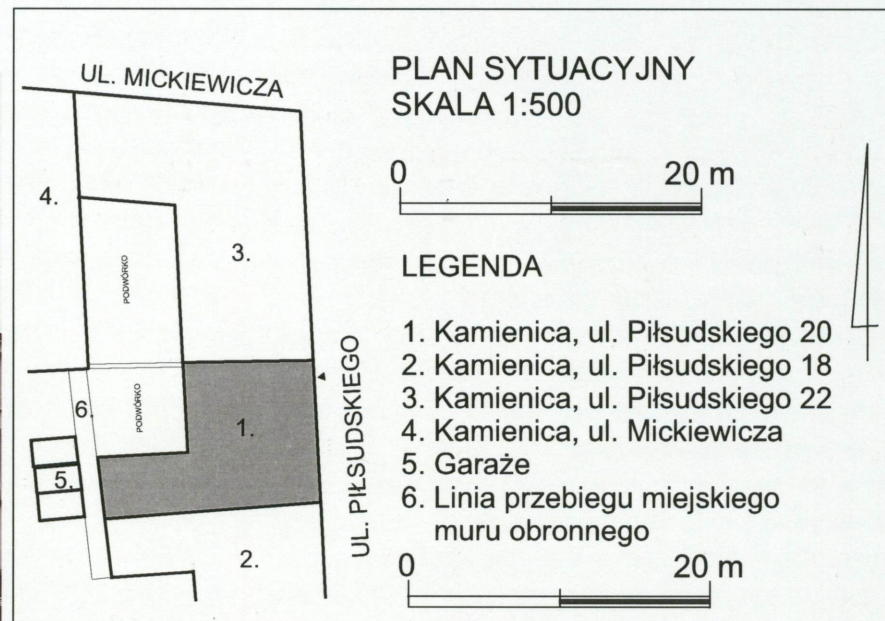 UL. MICKIEWICZA
PLAN SYTUACYJNY
SKALA 1:500
0 20 m
4.
3.
PODWÓRKO
LEGENDA
1. Kamienica, ul. Piłsudskiego 20
2. Kamienica, ul. Piłsudskiego 18
3. Kamienica, ul. Piłsudskiego 22
4. Kamienica, ul. Mickiewicza
5. Garaże
6. Linia przebiegu miejskiego
muru obronnego
UL. PIŁSUDSKIEGO
6.
PODWÓRKO
1.
5.
2.
0 20 m